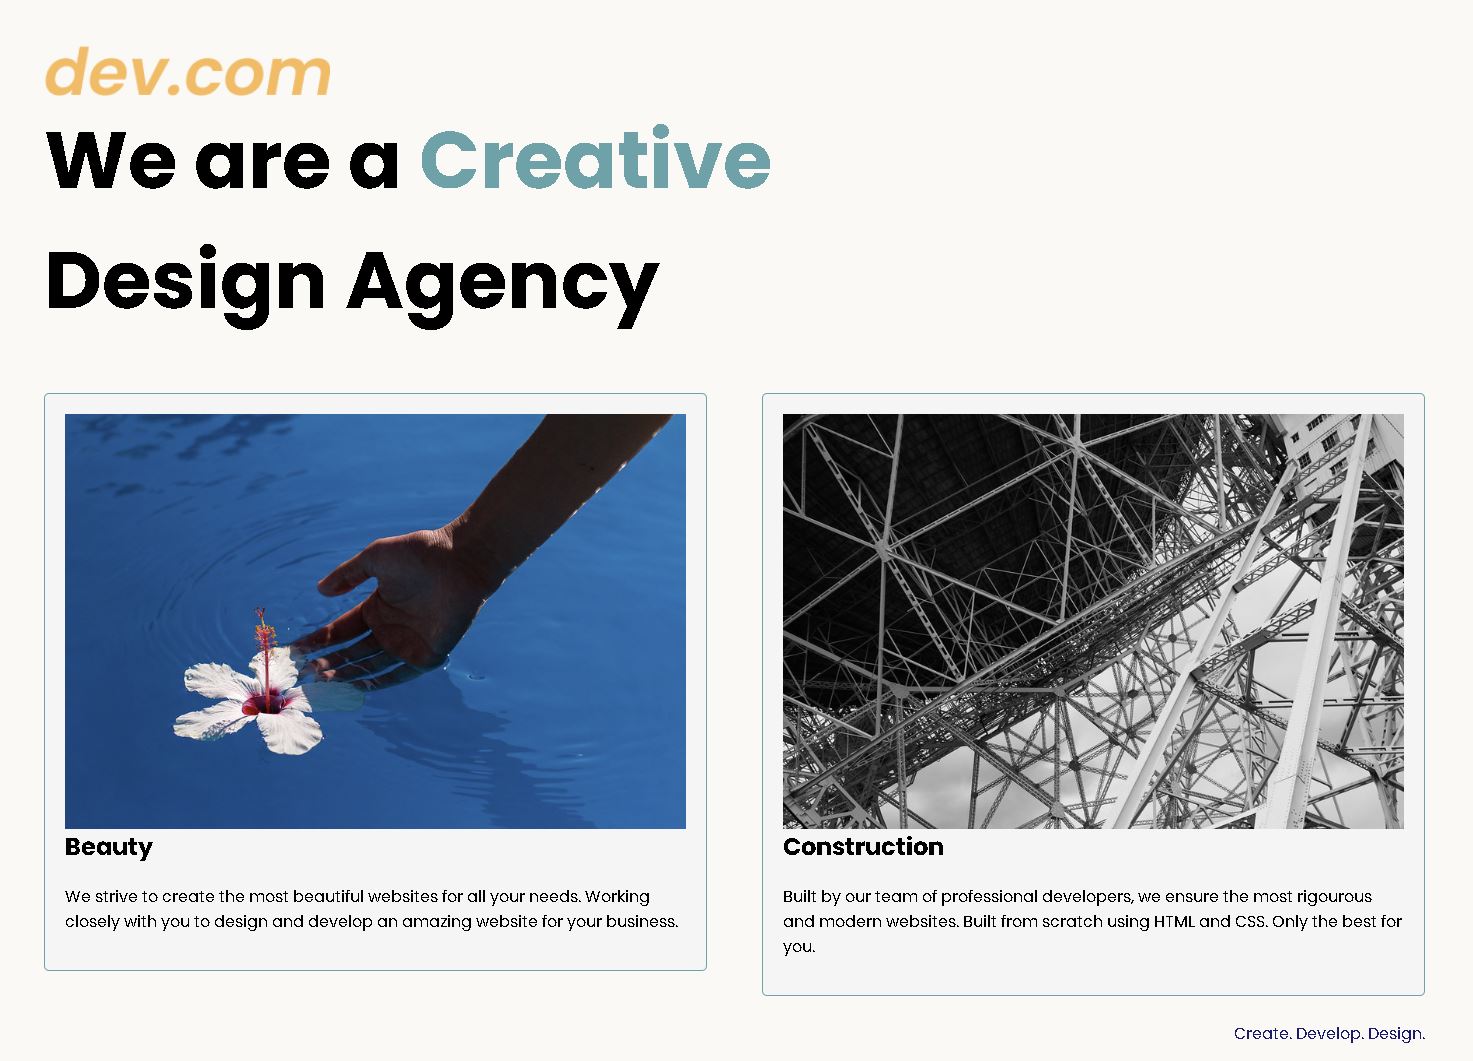 dev.com
We are a Creative
Design Agency
Beauty
We strive to create the most beautiful websites for all your needs. Working
closely with you to design and develop an amazing website for your business.
Construction
Built by our team of professional developers, we ensure the most rigourous
and modern websites. Built from scratch using HTML and CSS. Only the best for
you.
Create. Develop. Design.